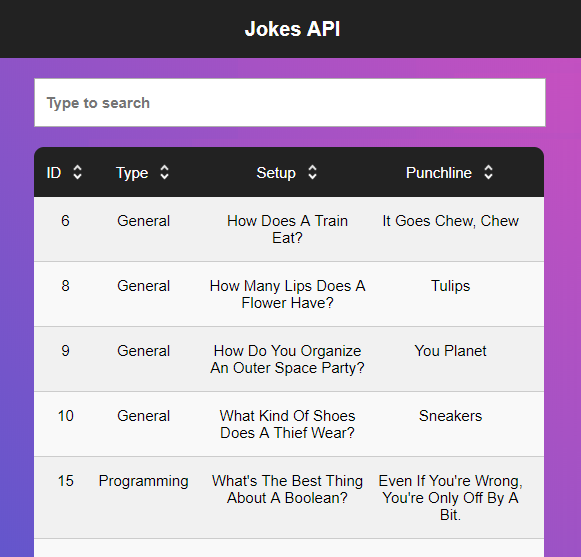 Jokes API
Type to search
ID Type Setup Punchline
6 General How Does A Train It Goes Chew, Chew
Eat?
8 General How Many Lips Does A Tulips
Flower Have?
9 General How Do You Organize You Planet
An Outer Space Party?
10 General What Kind Of Shoes Sneakers
Does A Thief Wear?
15 Programming What's The Best Thing Even If You're Wrong,
About A Boolean? You're Only Off By A
Bit.